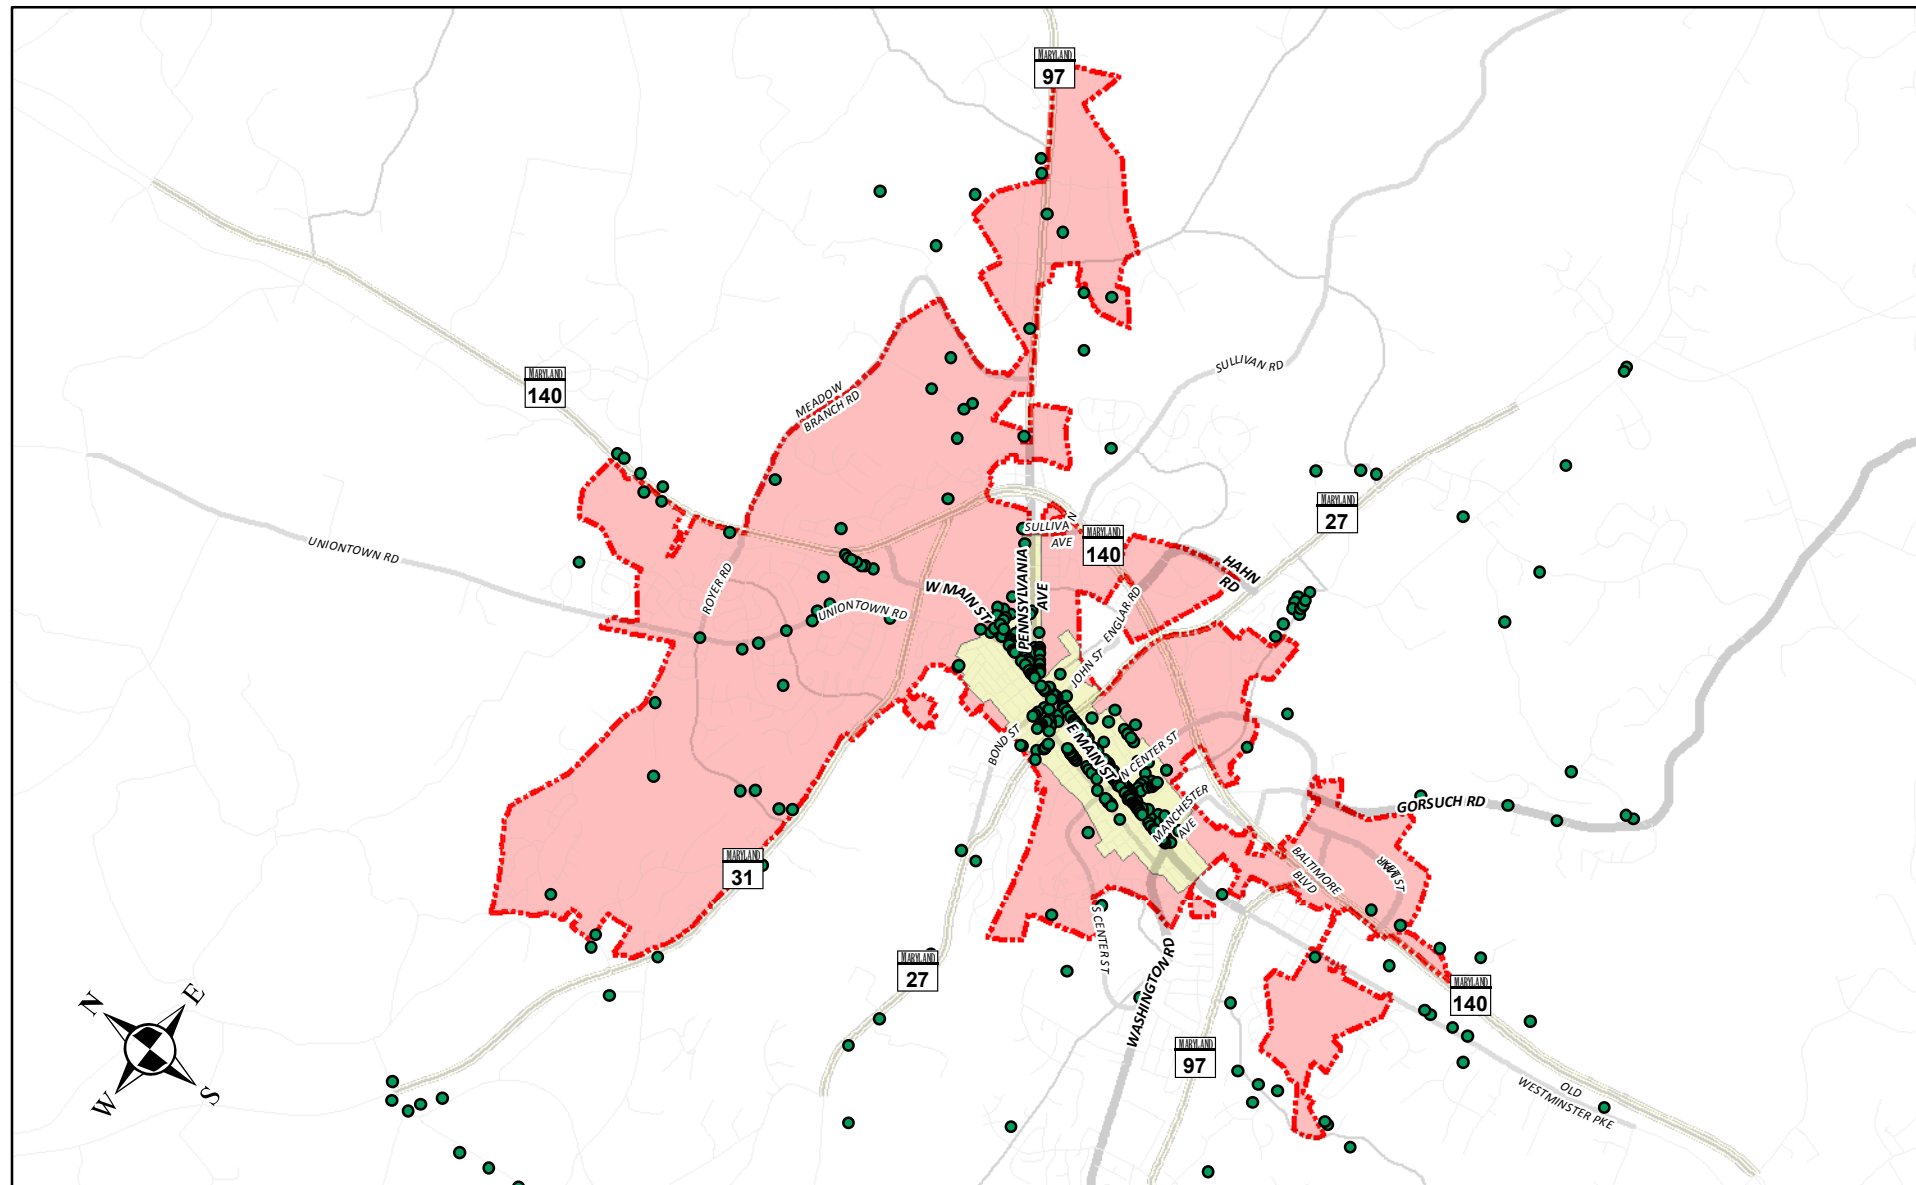 MARYLAND
97
SULLIVAN RD
MARYLAND
140
MEADOW
BRANCH RD
MARYLAND
27
UNIONTOWN RD
SULLIVAN
AVE
MARYLAND
140
HAHN
RD
ROYER RD
W MAIN ST
PENNSYLVANIA
AVE
ENGLAR RD
UNIONTOWN RD
JOHN ST
BOND ST
E MAIN ST
N CENTER ST
MANCHESTER
AVE
GORSUCH RD
MARYLAND
31
BALTIMORE
BLVD
S CENTER ST
WASHINGTON RD
MARYLAND
27
MARYLAND
140
MARYLAND
97
OLD
WESTMINSTER PKE
N
E
W
S